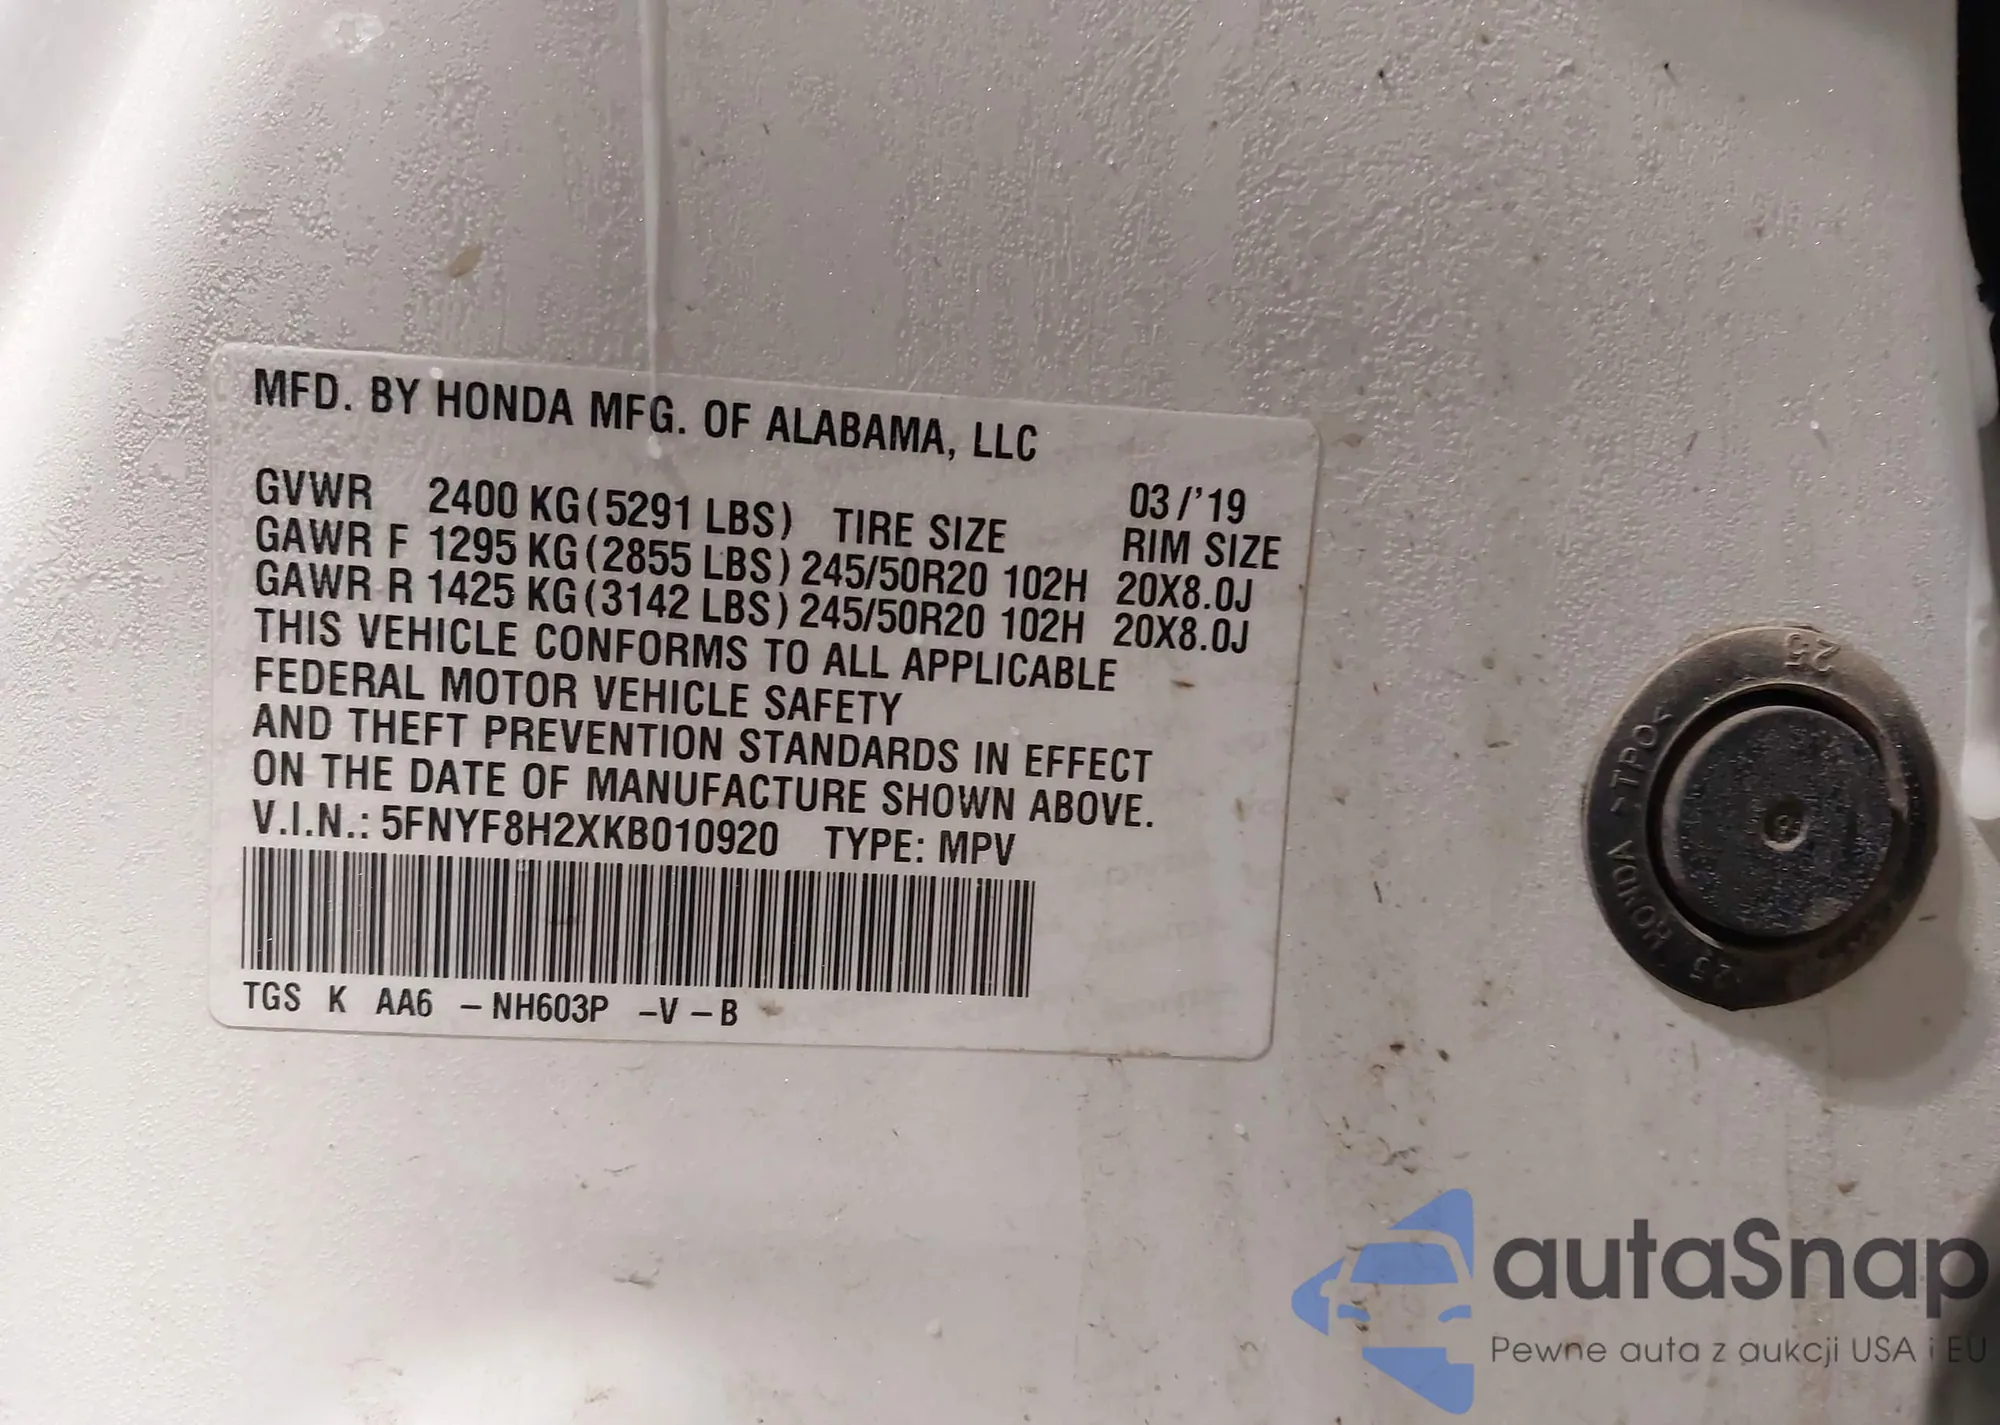 MFD. BY HONDA MFG. OF ALABAMA, LLC
03/'19
GVWR 2400 KG(5291 LBS) TIRE SIZE RIM SIZE
GAWR F 1295 KG(2855 LBS) 245/50R20 102H 20X8.0J
GAWR R 1425 KG(3142 LBS) 245/50R20 102H 20X8.0J
THIS VEHICLE CONFORMS TO ALL APPLICABLE
FEDERAL MOTOR VEHICLE SAFETY
AND THEFT PREVENTION STANDARDS IN EFFECT
ON THE DATE OF MANUFACTURE SHOWN ABOVE.
V.I.N.: 5FNYF8H2XKB010920 TYPE: MPV
TGS K AA6 -NH603P -V-B
25
>TPO<
25
autaSnap
Pewne auta z aukcji USA i EU